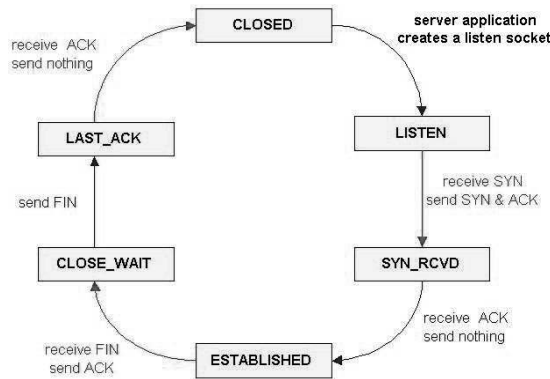 CLOSED
server application
creates a listen socket
receive ACK
send nothing
LAST_ACK
LISTEN
receive SYN
send SYN & ACK
send FIN
CLOSE_WAIT
SYN_RCVD
receive ACK
send nothing
receive FIN
send ACK
ESTABLISHED